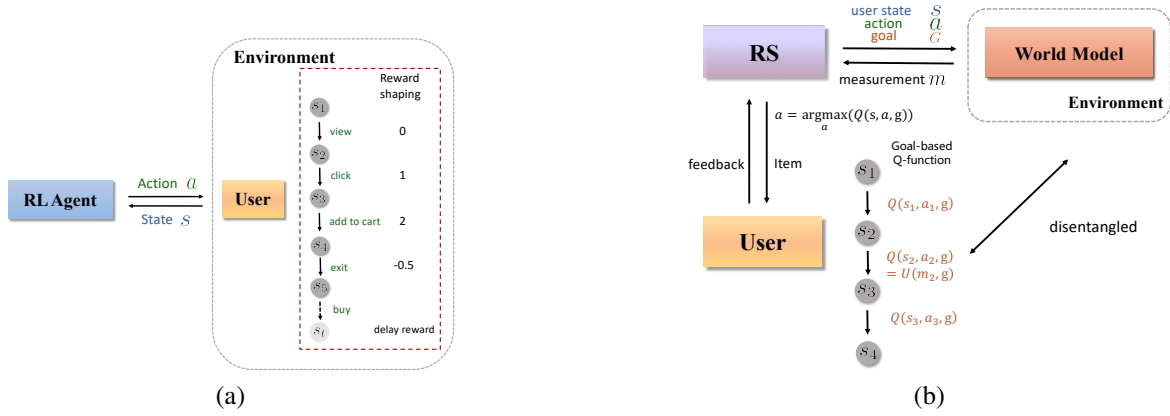 Environment
Reward
shaping
s₁
view
0
s₂
click
1
s₃
add to cart
2
s₄
exit
-0.5
s₅
buy
sₜ
delay reward
RL Agent
Action a
State s
User
(a)
user state s
action a
goal G
RS
World Model
measurement m
Environment
a = argmax(Q(s, a, g))
a
feedback
Item
Goal-based
Q-function
s₁
Q(s₁, a₁, g)
s₂
User
Q(s₂, a₂, g)
= U(m₂, g)
s₃
Q(s₃, a₃, g)
s₄
disentangled
(b)